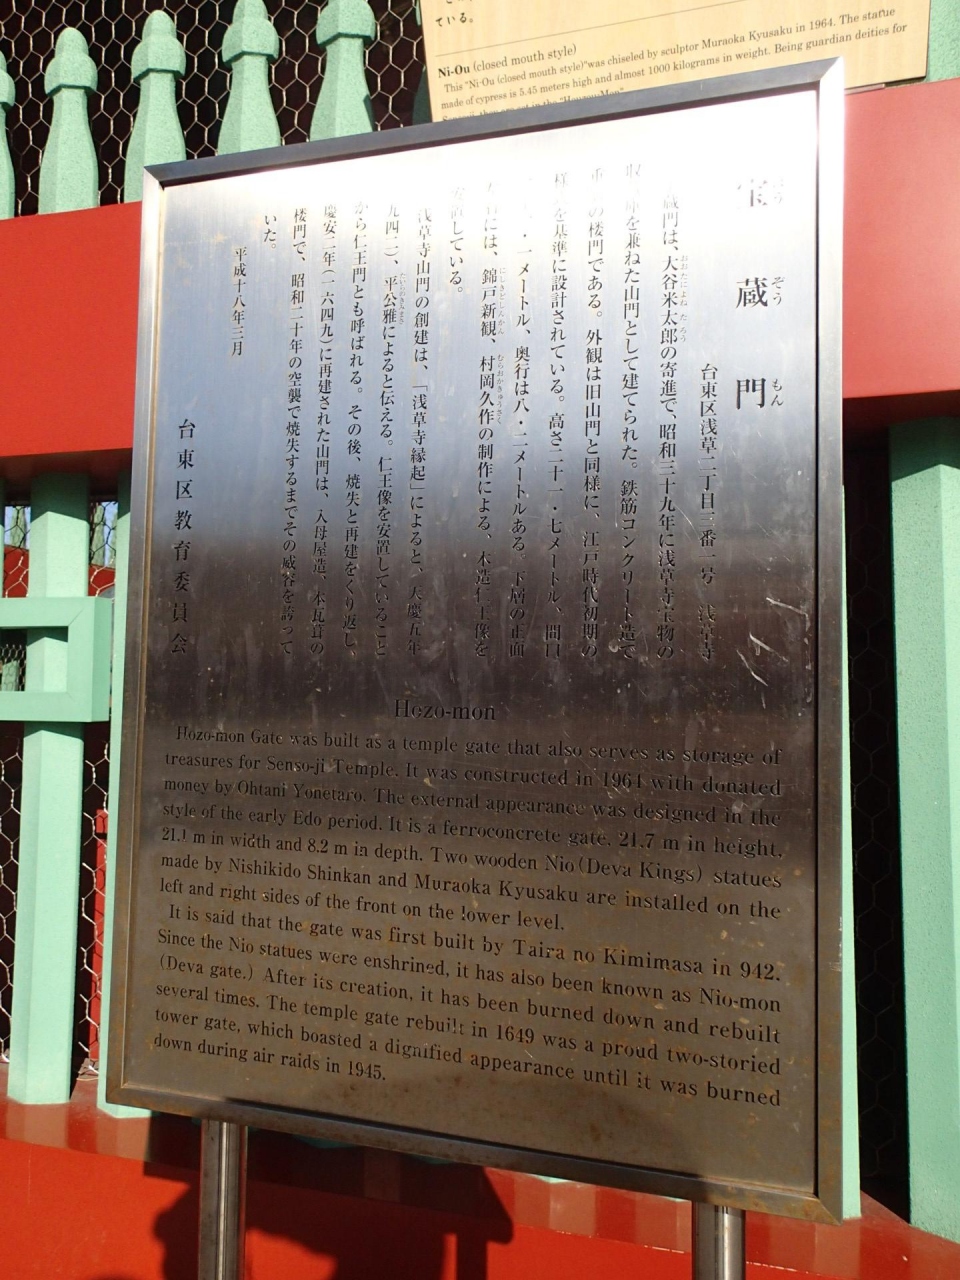 ている。
Ni-Ou (closed mouth style)
This "Ni-Ou (closed mouth style)"was chiseled by sculptor Muraoka Kyusaku in 1964. The statue
made of cypress is 5.45 meters high and almost 1000 kilograms in weight. Being guardian deities for
宝蔵門
ぞう もん
台東区浅草二丁目三番一号 浅草寺
蔵門は、大谷米太郎の寄進で、昭和三十九年に浅草寺宝物の
収 庫を兼ねた山門として建てられた。鉄筋コンクリート造で
の楼門である。外観は旧山門と同様に、江戸時代初期の
様 を基準に設計されている。高さ二十一・七メートル、間口
・一メートル、奥行は八・二メートルある。下層の正面
には、錦戸新観、村岡久作の制作による、木造仁王像を
安置している。
浅草寺山門の創建は、「浅草寺縁起」によると、天慶五年
九四二)、平公雅によると伝える。仁王像を安置していること
から仁王門とも呼ばれる。その後、焼失と再建をくり返し、
慶安二年(一六四九)に再建された山門は、入母屋造、本瓦葺の
楼門で、昭和二十年の空襲で焼失するまでその威容を誇って
いた。
平成十八年三月
台東区教育委員会
Hozo-mon
Hozo-mon Gate was built as a temple gate that also serves as storage of
treasures for Senso-ji Temple. It was constructed in 1964 with donated
money by Ohtani Yonetaro. The external appearance was designed in the
style of the early Edo period. It is a ferroconcrete gate, 21.7 m in height,
21.1 m in width and 8.2 m in depth. Two wooden Nio (Deva Kings) statues
made by Nishikido Shinkan and Muraoka Kyusaku are installed on the
left and right sides of the front on the lower level.
It is said that the gate was first built by Taira no Kimimasa in 942.
Since the Nio statues were enshrined, it has also been known as Nio-mon
(Deva gate.) After its creation, it has been burned down and rebuilt
several times. The temple gate rebuilt in 1649 was a proud two-storied
tower gate, which boasted a dignified appearance until it was burned
down during air raids in 1945.